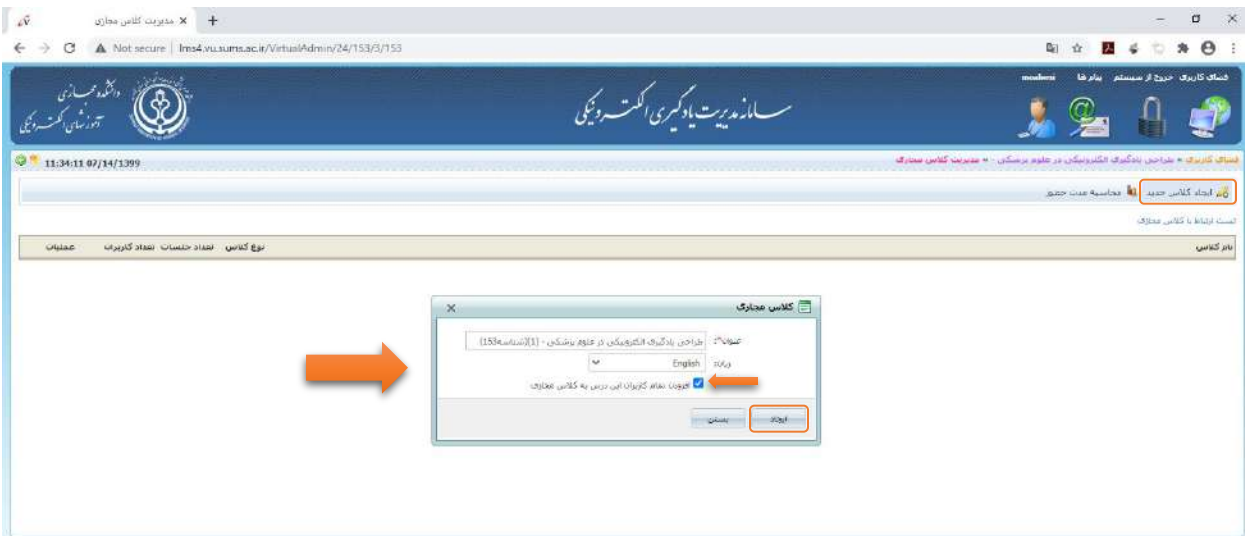 مدیریت کلاس مجازی
Not secure | lms4.vu.sums.ac.ir/VirtualAdmin/24/153/3/153
فضای کاربری خروج از سیستم پیام ها
سامانه مدیریت یادگیری الکترونیکی
دانشکده مجازی
آموزشهای الکترونیکی
فضای کاربری » طراحی یادگیری الکترونیکی در علوم پزشکی - » مدیریت کلاس مجازی
11:34:11 07/14/1399
ایجاد کلاس جدید محاسبه مدت حضور
تست ارتباط با کلاس مجازی
نام کلاس نوع کلاس تعداد جلسات تعداد کاربران عملیات
کلاس مجازی
عنوان*: طراحی یادگیری الکترونیکی در علوم پزشکی - (1)(شناسه153)
زبان: English
افزودن تمام کاربران این درس به کلاس مجازی
ایجاد بستن